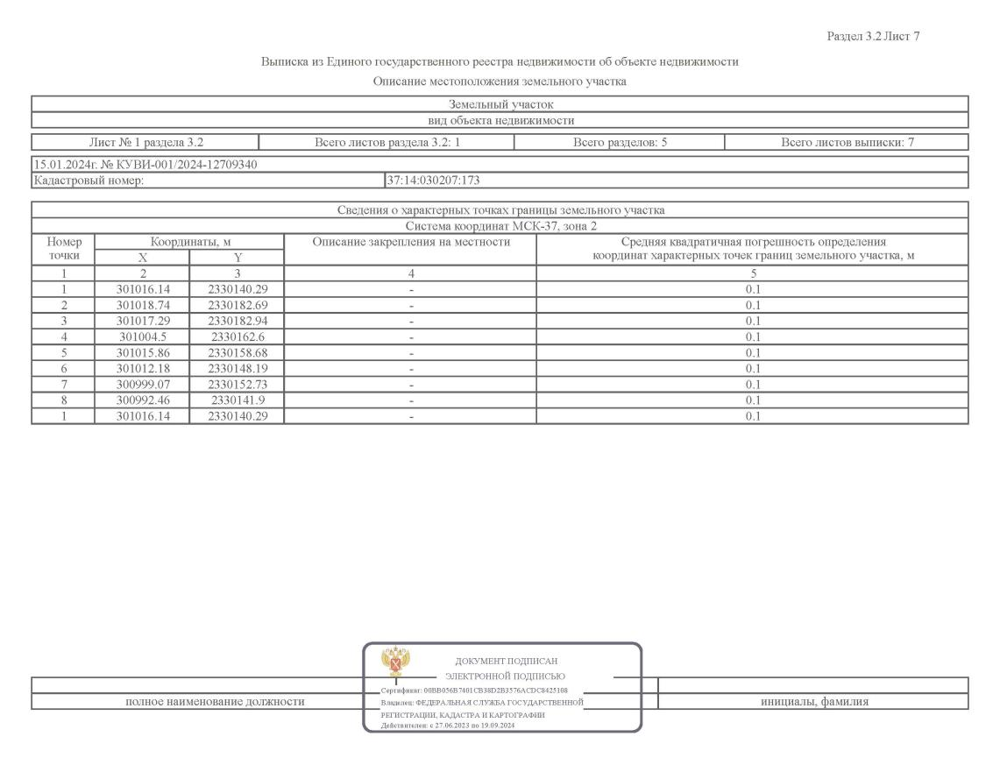 Раздел 3.2 Лист 7
Выписка из Единого государственного реестра недвижимости об объекте недвижимости
Описание местоположения земельного участка
Земельный участок
вид объекта недвижимости
Лист № 1 раздела 3.2 Всего листов раздела 3.2: 1 Всего разделов: 5 Всего листов выписки: 7
15.01.2024г. № КУВИ-001/2024-12709340
Кадастровый номер: 37:14:030207:173
Сведения о характерных точках границы земельного участка
Система координат МСК-37, зона 2
Номер точки Координаты, м Описание закрепления на местности Средняя квадратичная погрешность определения координат характерных точек границ земельного участка, м
X Y
1 2 3 4 5
1 301016.14 2330140.29 - 0.1
2 301018.74 2330182.69 - 0.1
3 301017.29 2330182.94 - 0.1
4 301004.5 2330162.6 - 0.1
5 301015.86 2330158.68 - 0.1
6 301012.18 2330148.19 - 0.1
7 300999.07 2330152.73 - 0.1
8 300992.46 2330141.9 - 0.1
1 301016.14 2330140.29 - 0.1
ДОКУМЕНТ ПОДПИСАН
ЭЛЕКТРОННОЙ ПОДПИСЬЮ
Сертификат: 00BB056B7401CB38D2B3576ACDC8425108
Владелец: ФЕДЕРАЛЬНАЯ СЛУЖБА ГОСУДАРСТВЕННОЙ
РЕГИСТРАЦИИ, КАДАСТРА И КАРТОГРАФИИ
Действителен: с 27.06.2023 по 19.09.2024
полное наименование должности инициалы, фамилия